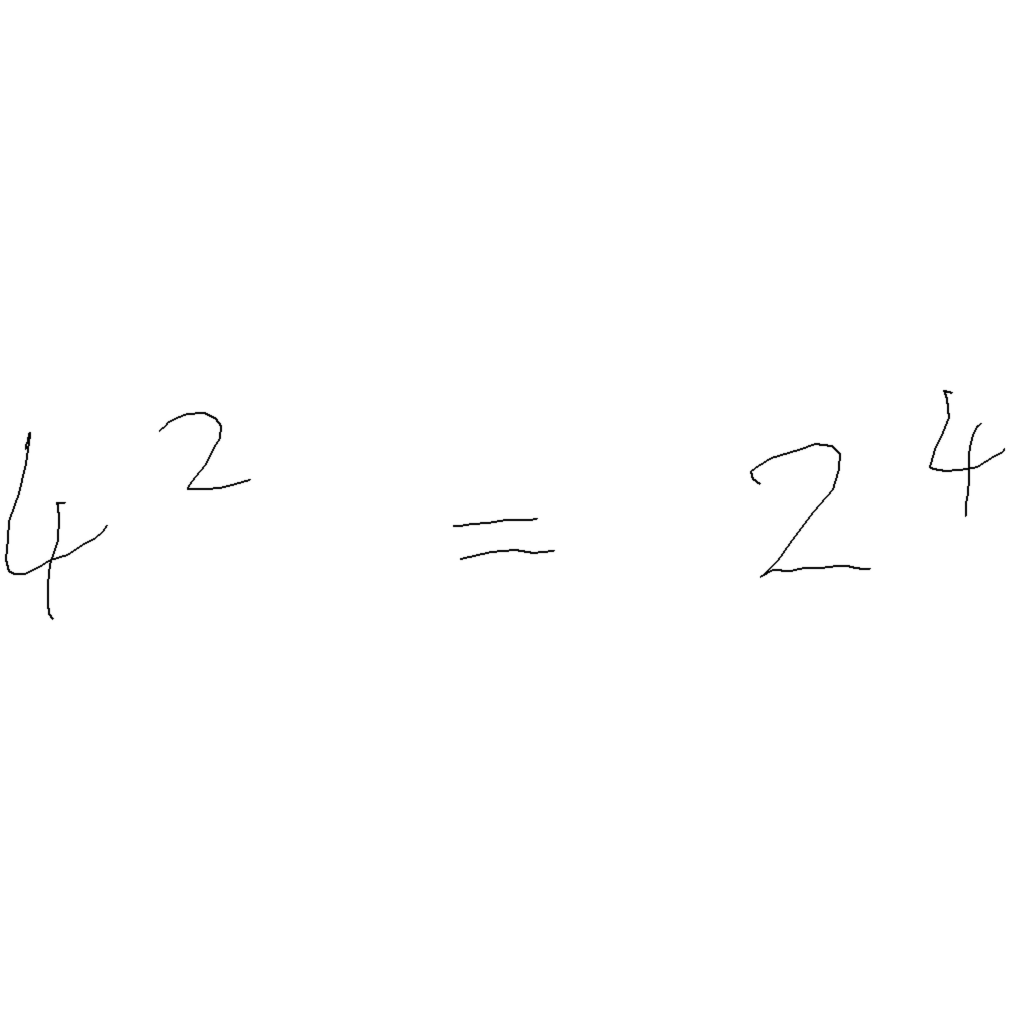 4² = 2⁴